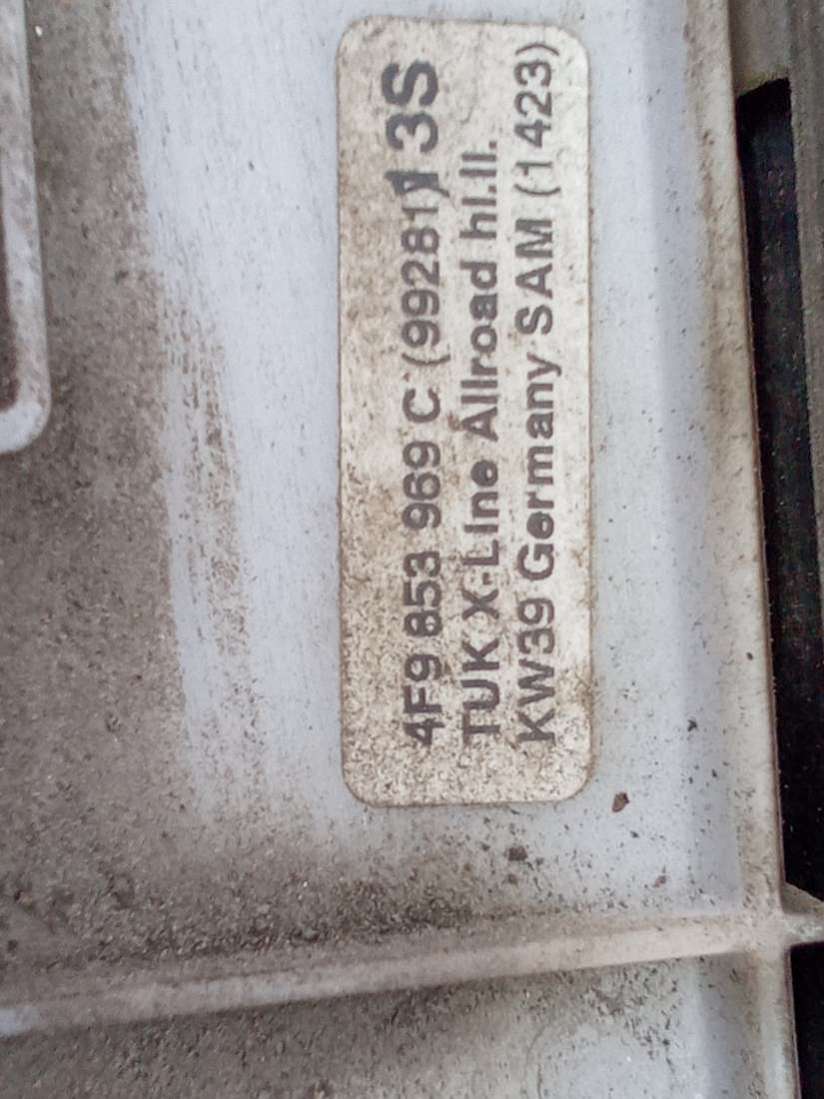 4F9 853 969 C (99281) 3S
TUK X-Line Allroad hl.ll.
KW39 Germany SAM (1423)